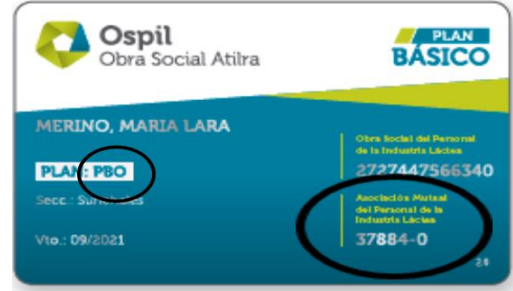 Ospil
Obra Social Atilra
PLAN
BÁSICO
MERINO, MARIA LARA
PLAN: PBO
Secc.: Sunchales
Vto.: 09/2021
Obra Social del Personal
de la Industria Láctea
2727447566340
Asociación Mutual
del Personal de la
Industria Láctea
37884-0